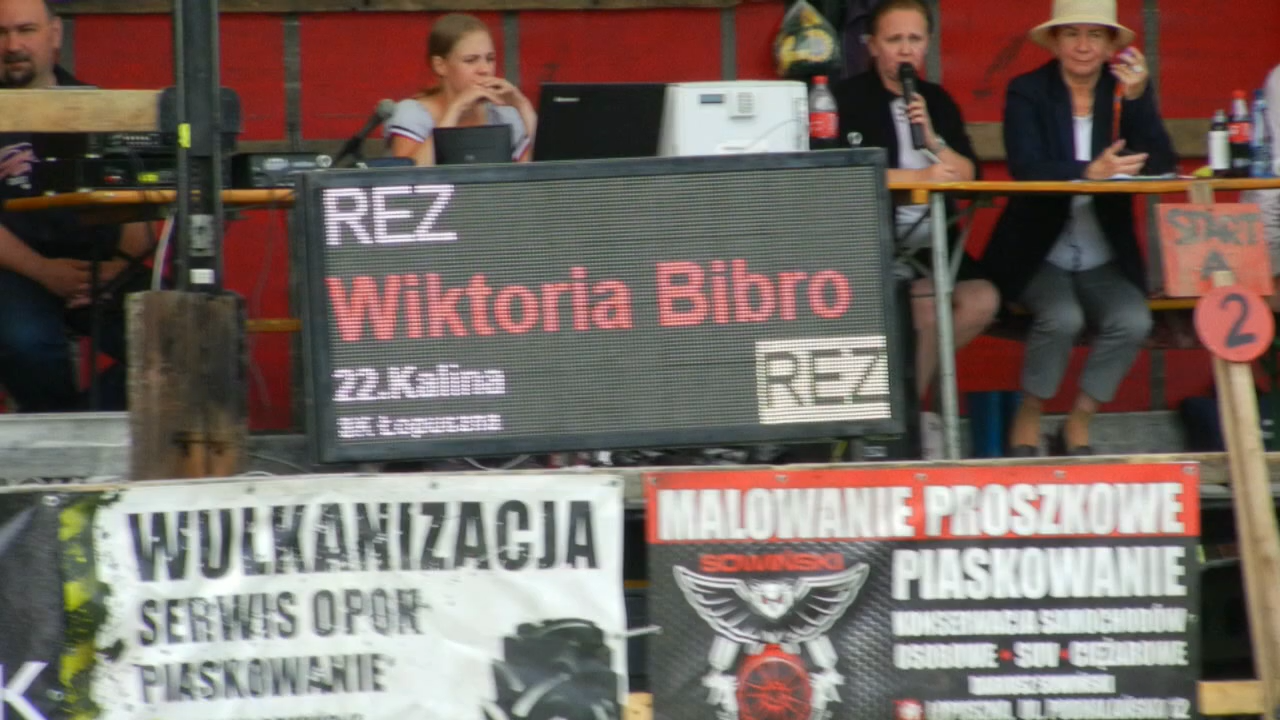 REZ
Wiktoria Bibro
22.Kalina
REZ
START
A
2
WULKANIZACJA
SERWIS OPON
PIASKOWANIE
K
MALOWANIE PROSZKOWE
SOWIŃSKI
PIASKOWANIE
KONSERWACJA SAMOCHODÓW
OSOBOWE • SUV • CIĘŻAROWE